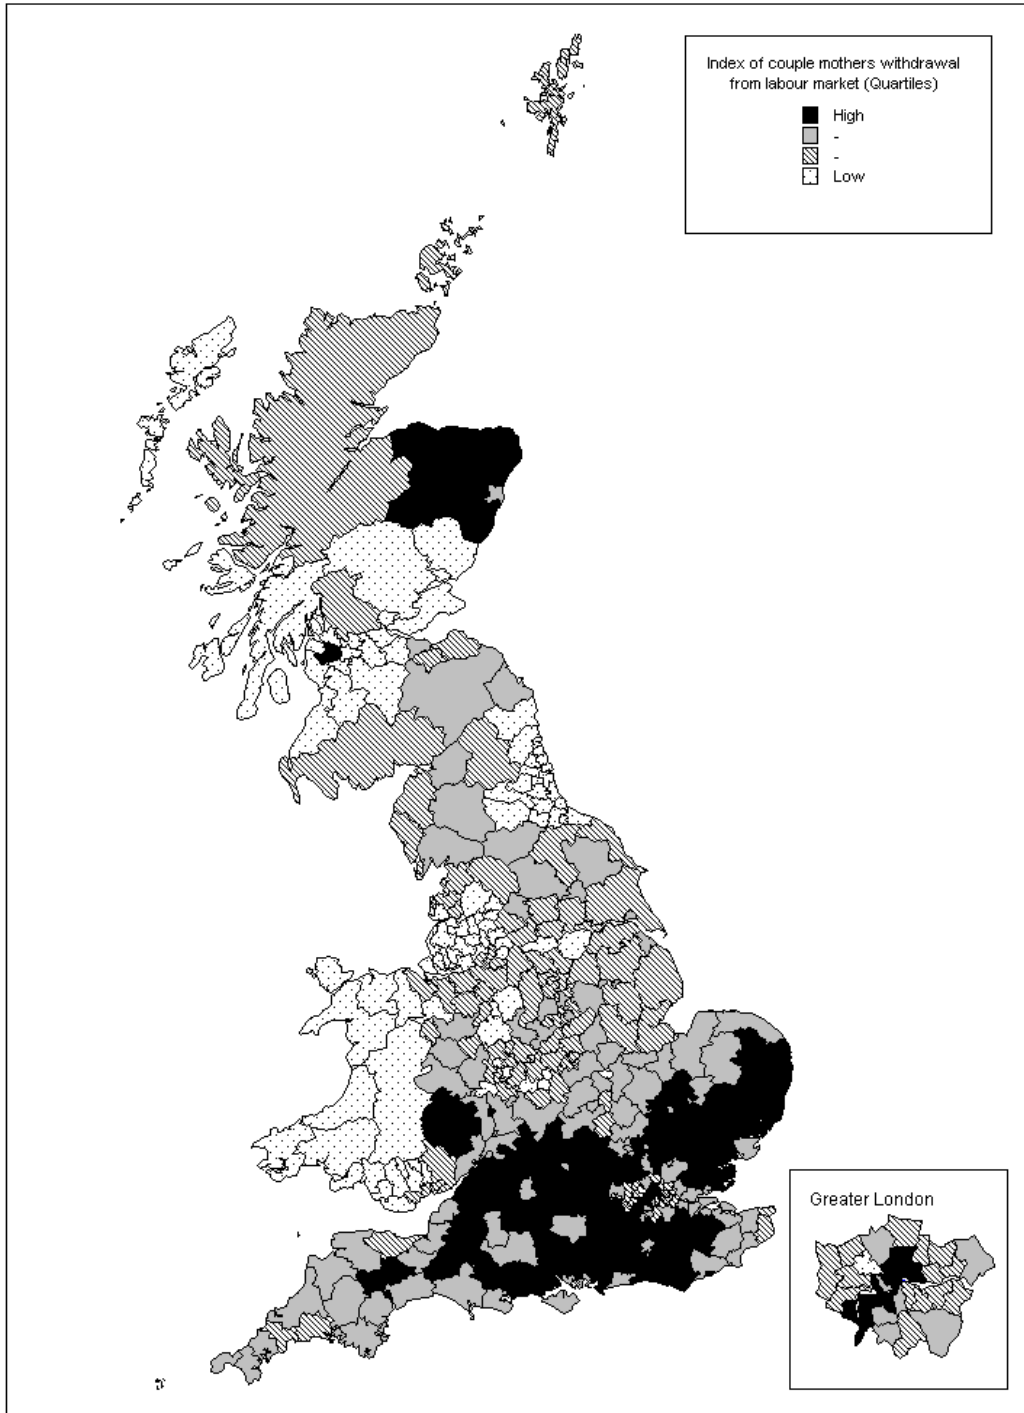 Index of couple mothers withdrawal
from labour market (Quartiles)
High
-
-
Low
Greater London